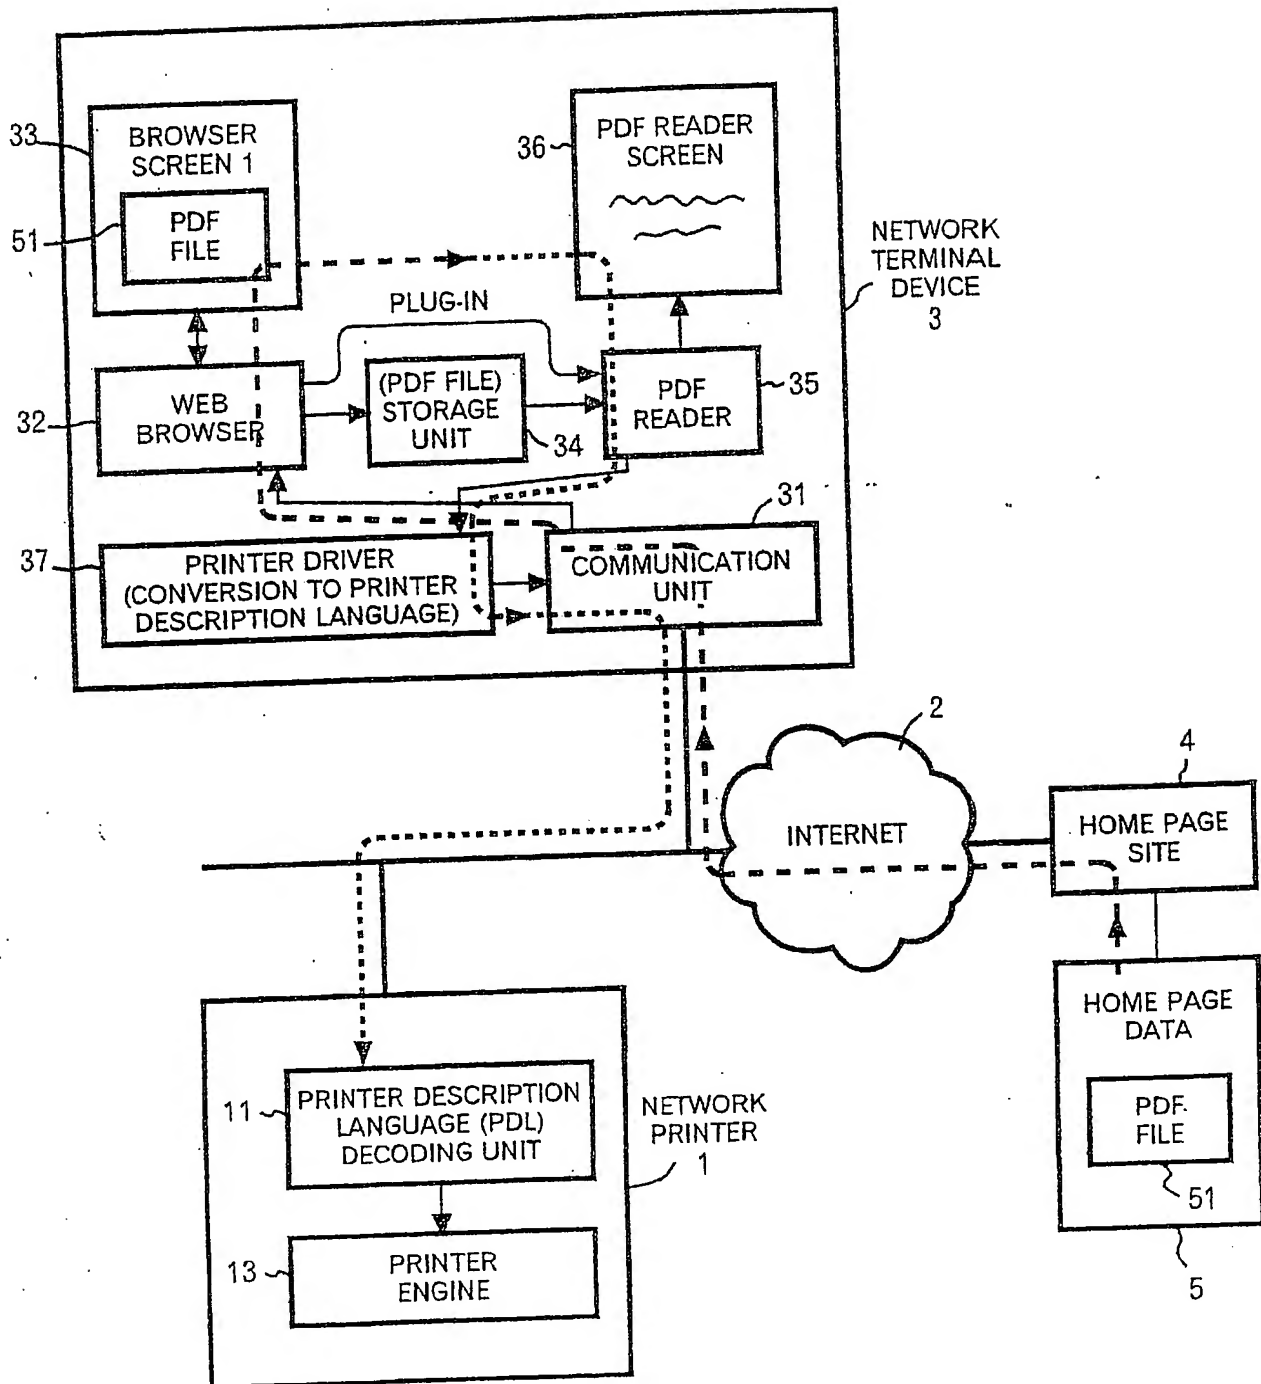 33
BROWSER
SCREEN 1
51
PDF
FILE
36
PDF READER
SCREEN
NETWORK
TERMINAL
DEVICE
3
PLUG-IN
32
WEB
BROWSER
(PDF FILE)
STORAGE
UNIT
34
PDF
READER
35
31
37
PRINTER DRIVER
(CONVERSION TO PRINTER
DESCRIPTION LANGUAGE)
COMMUNICATION
UNIT
2
INTERNET
4
HOME PAGE
SITE
HOME PAGE
DATA
PDF
FILE
51
5
11
PRINTER DESCRIPTION
LANGUAGE (PDL)
DECODING UNIT
NETWORK
PRINTER
1
13
PRINTER
ENGINE